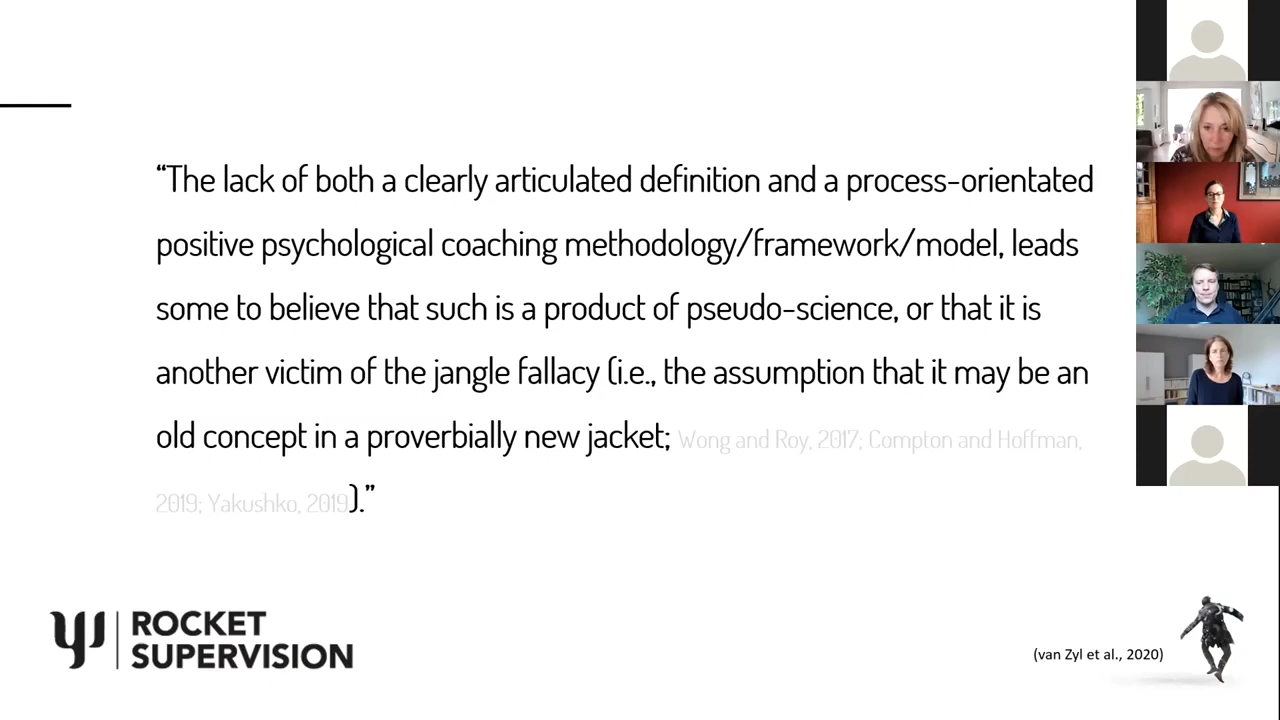 “The lack of both a clearly articulated definition and a process-orientated
positive psychological coaching methodology/framework/model, leads
some to believe that such is a product of pseudo-science, or that it is
another victim of the jangle fallacy (i.e., the assumption that it may be an
old concept in a proverbially new jacket; Wong and Roy, 2017; Compton and Hoffman,
2019; Yakushko, 2019).”
ROCKET
SUPERVISION
(van Zyl et al., 2020)